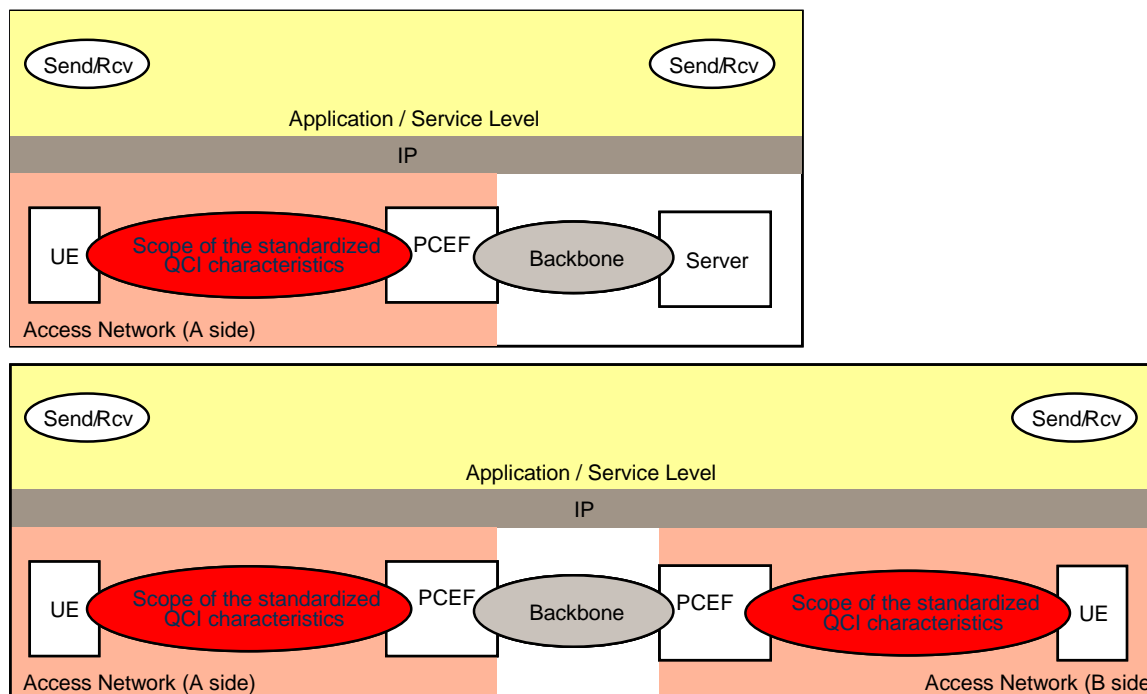 Send/Rcv Send/Rcv
Application / Service Level
IP
UE Scope of the standardized QCI characteristics PCEF Backbone Server
Access Network (A side)
Send/Rcv Send/Rcv
Application / Service Level
IP
UE Scope of the standardized QCI characteristics PCEF Backbone PCEF Scope of the standardized QCI characteristics UE
Access Network (A side) Access Network (B side